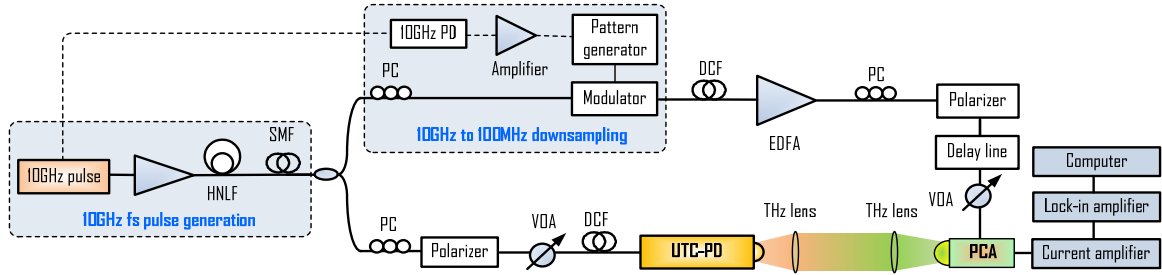 10GHz PD
Amplifier
Pattern
generator
PC
Modulator
10GHz to 100MHz downsampling
DCF
EDFA
PC
Polarizer
Delay line
VOA
SMF
10GHz pulse
HNLF
10GHz fs pulse generation
PC
Polarizer
VOA
DCF
UTC-PD
THz lens
THz lens
PCA
Computer
Lock-in amplifier
Current amplifier